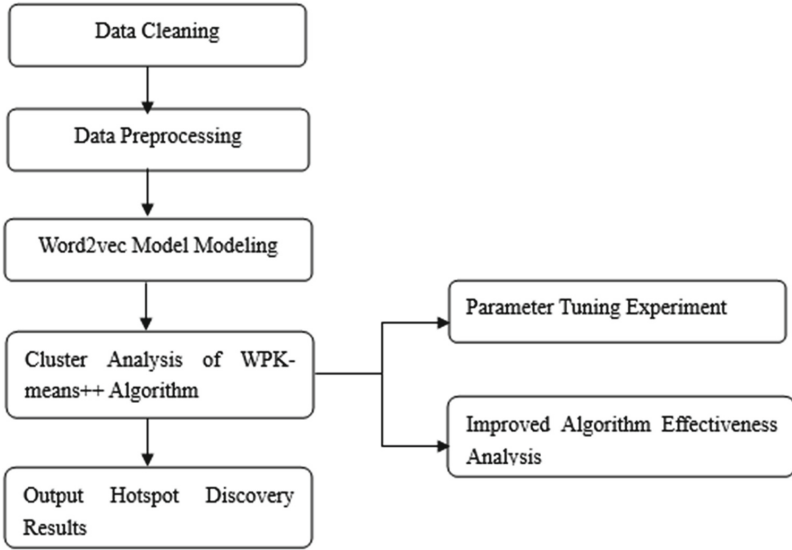 Data Cleaning
Data Preprocessing
Word2vec Model Modeling
Cluster Analysis of WPK-
means++ Algorithm
Output Hotspot Discovery
Results
Parameter Tuning Experiment
Improved Algorithm Effectiveness
Analysis